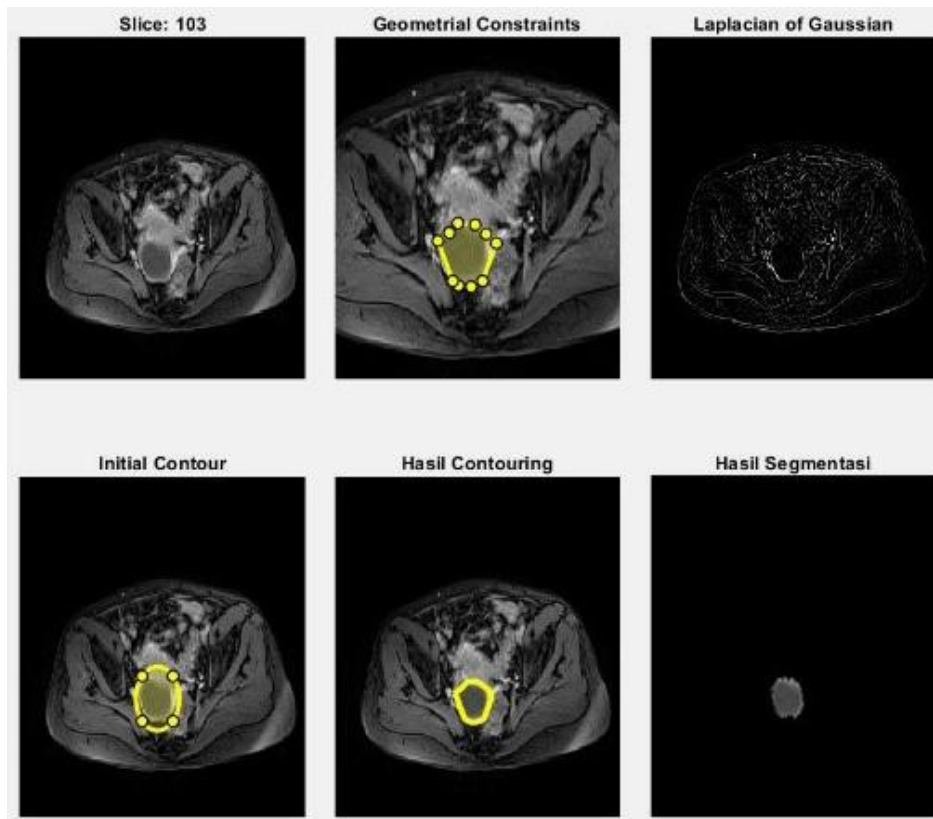 Slice: 103
Geometrial Constraints
Laplacian of Gaussian
Initial Contour
Hasil Contouring
Hasil Segmentasi